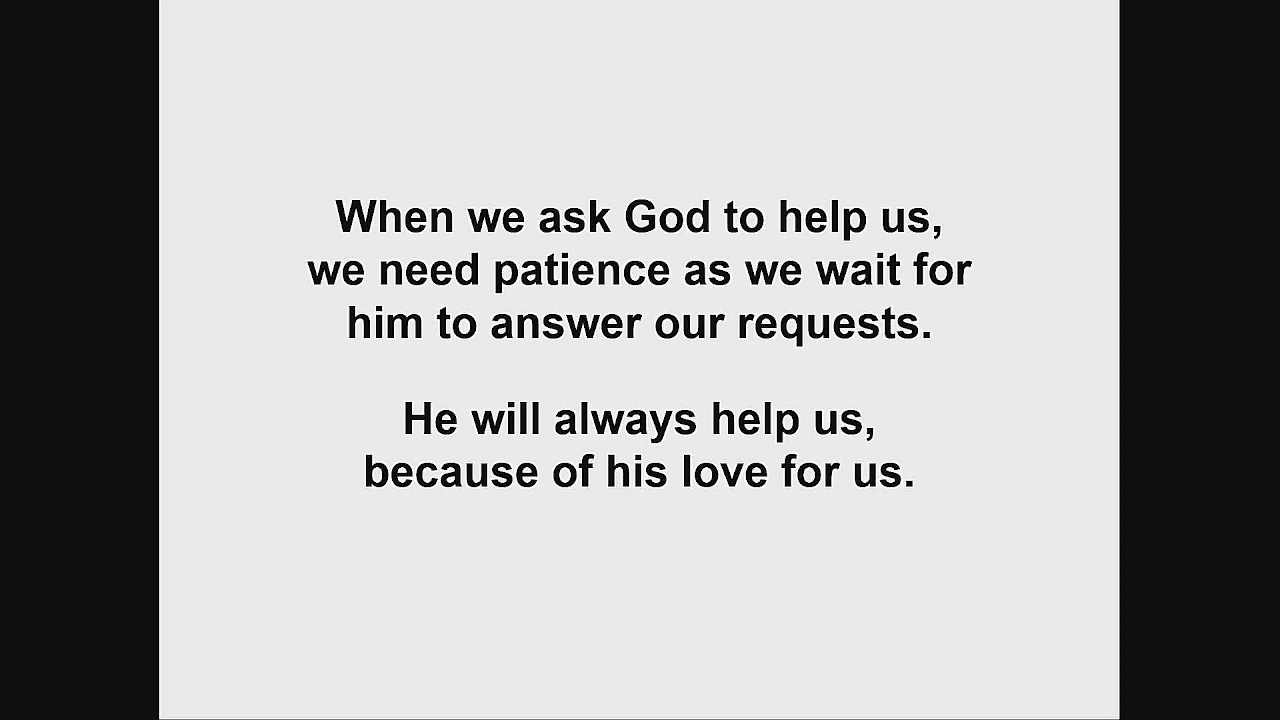 When we ask God to help us,
we need patience as we wait for
him to answer our requests.
He will always help us,
because of his love for us.